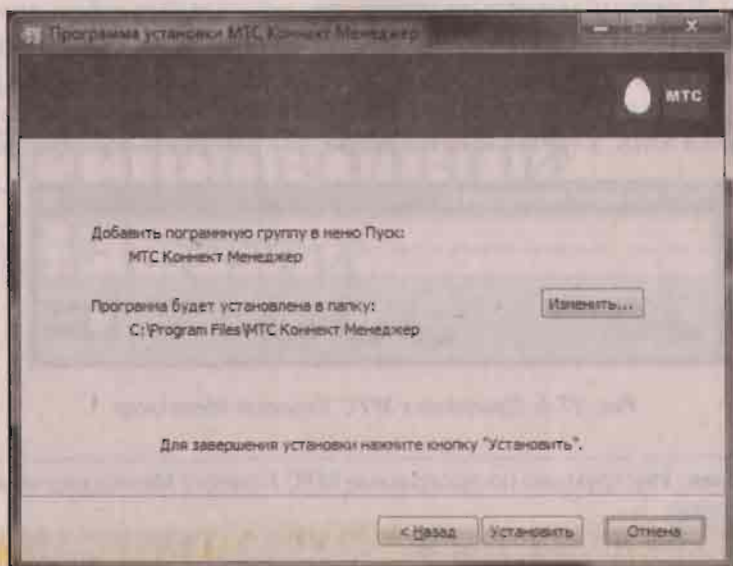 Программа установки МТС Коннект Менеджер
МТС
Добавить пограммную группу в меню Пуск:
МТС Коннект Менеджер
Программа будет установлена в папку:
Изменить...
C:\Program Files\МТС Коннект Менеджер
Для завершения установки нажмите кнопку "Установить".
< Назад Установить Отмена